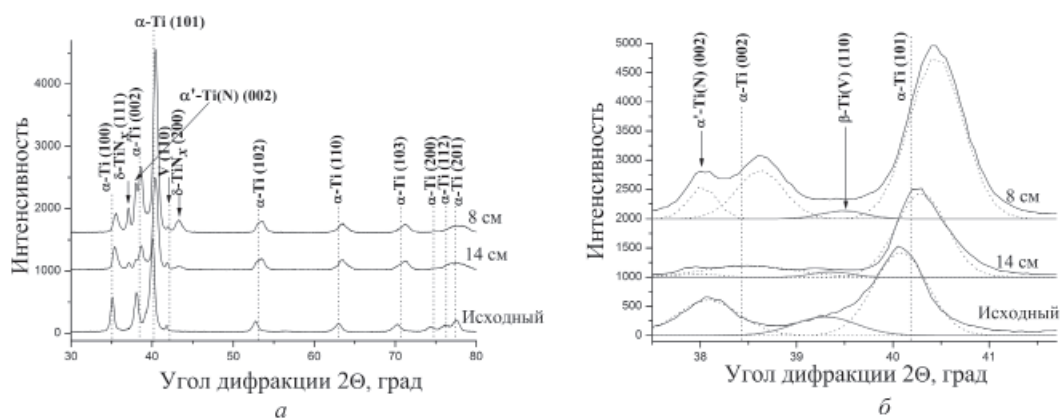 α-Ti (101)
α'-Ti(N) (002)
α-Ti (100)
δ-TiNx (111)
α-Ti (002)
V (110)
δ-TiNx (200)
α-Ti (102)
α-Ti (110)
α-Ti (103)
α-Ti (200)
α-Ti (112)
α-Ti (201)
Интенсивность
4000
3000
2000
1000
0
8 см
14 см
Исходный
30 40 50 60 70 80
Угол дифракции 2Θ, град
а
α'-Ti(N) (002)
α-Ti (002)
β-Ti(V) (110)
α-Ti (101)
Интенсивность
5000
4500
4000
3500
3000
2500
2000
1500
1000
500
0
8 см
14 см
Исходный
38 39 40 41
Угол дифракции 2Θ, град
б